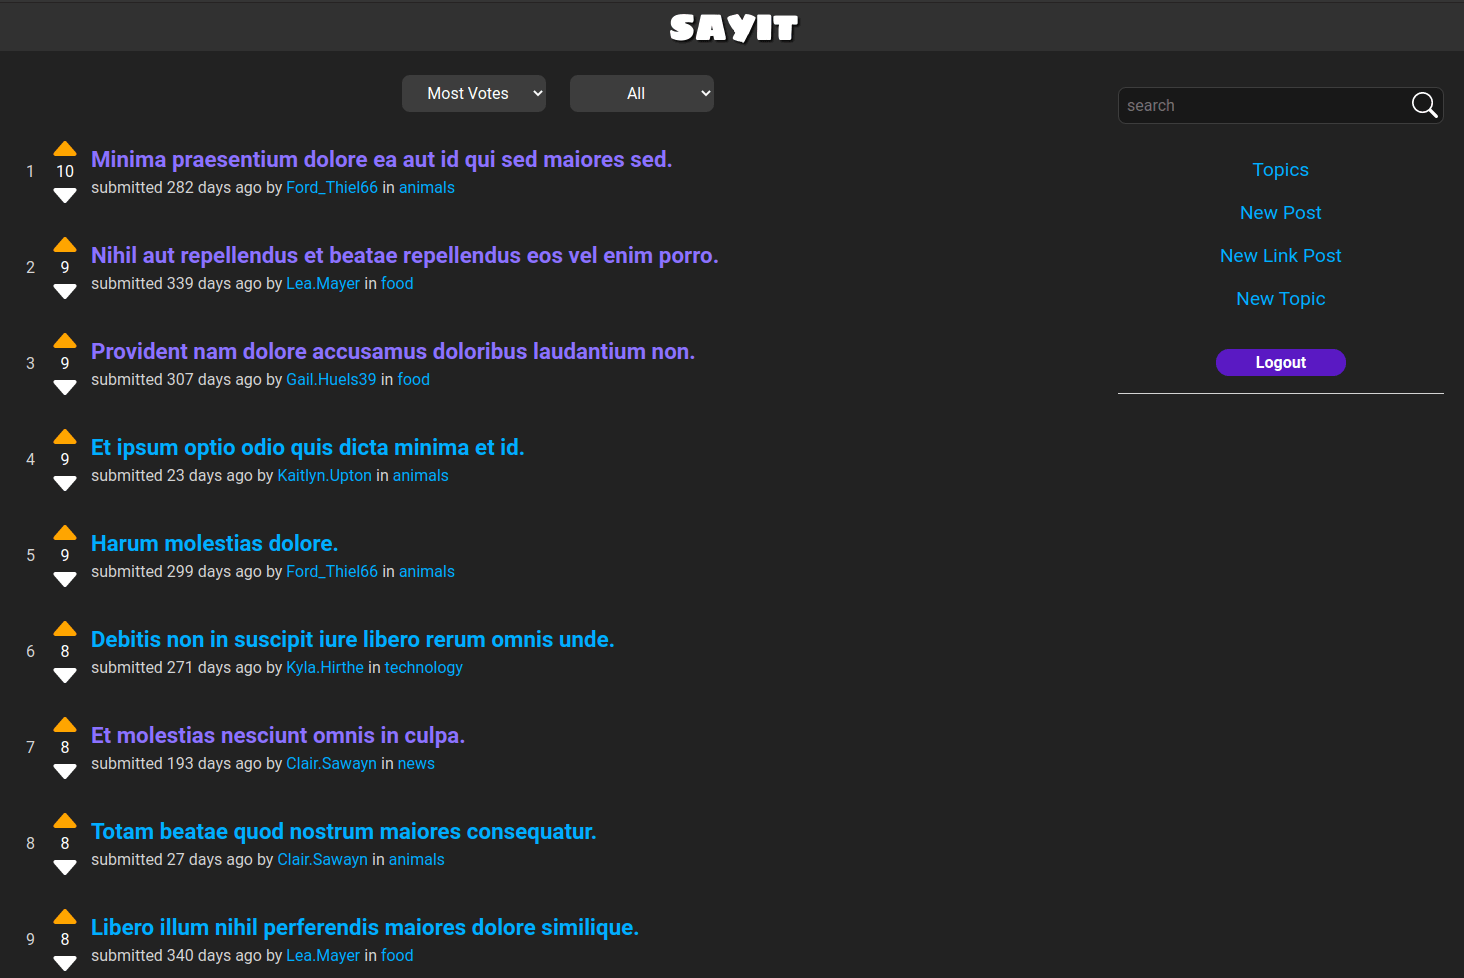 SAYIT
Most Votes
All
search
1
10
Minima praesentium dolore ea aut id qui sed maiores sed.
submitted 282 days ago by Ford_Thiel66 in animals
2
9
Nihil aut repellendus et beatae repellendus eos vel enim porro.
submitted 339 days ago by Lea.Mayer in food
3
9
Provident nam dolore accusamus doloribus laudantium non.
submitted 307 days ago by Gail.Huels39 in food
4
9
Et ipsum optio odio quis dicta minima et id.
submitted 23 days ago by Kaitlyn.Upton in animals
5
9
Harum molestias dolore.
submitted 299 days ago by Ford_Thiel66 in animals
6
8
Debitis non in suscipit iure libero rerum omnis unde.
submitted 271 days ago by Kyla.Hirthe in technology
7
8
Et molestias nesciunt omnis in culpa.
submitted 193 days ago by Clair.Sawayn in news
8
8
Totam beatae quod nostrum maiores consequatur.
submitted 27 days ago by Clair.Sawayn in animals
9
8
Libero illum nihil perferendis maiores dolore similique.
submitted 340 days ago by Lea.Mayer in food
Topics
New Post
New Link Post
New Topic
Logout